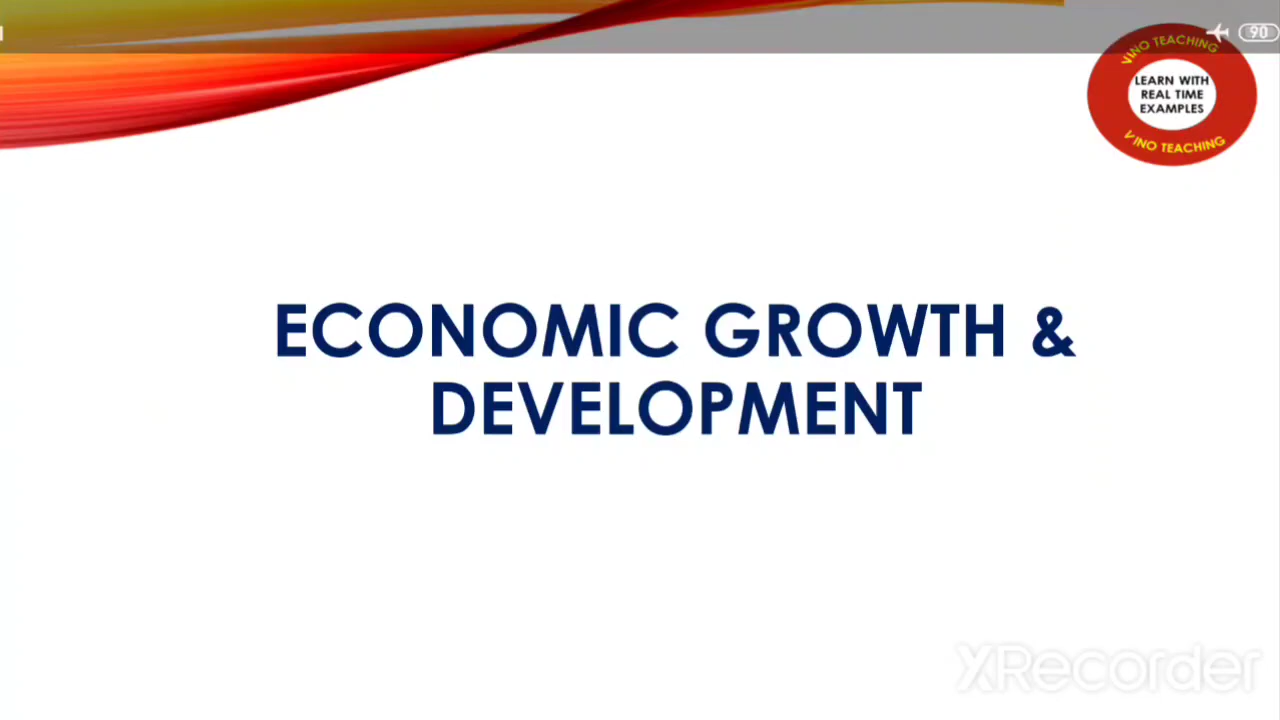 90
VINO TEACHING
LEARN WITH
REAL TIME
EXAMPLES
VINO TEACHING
ECONOMIC GROWTH &
DEVELOPMENT
XRecorder